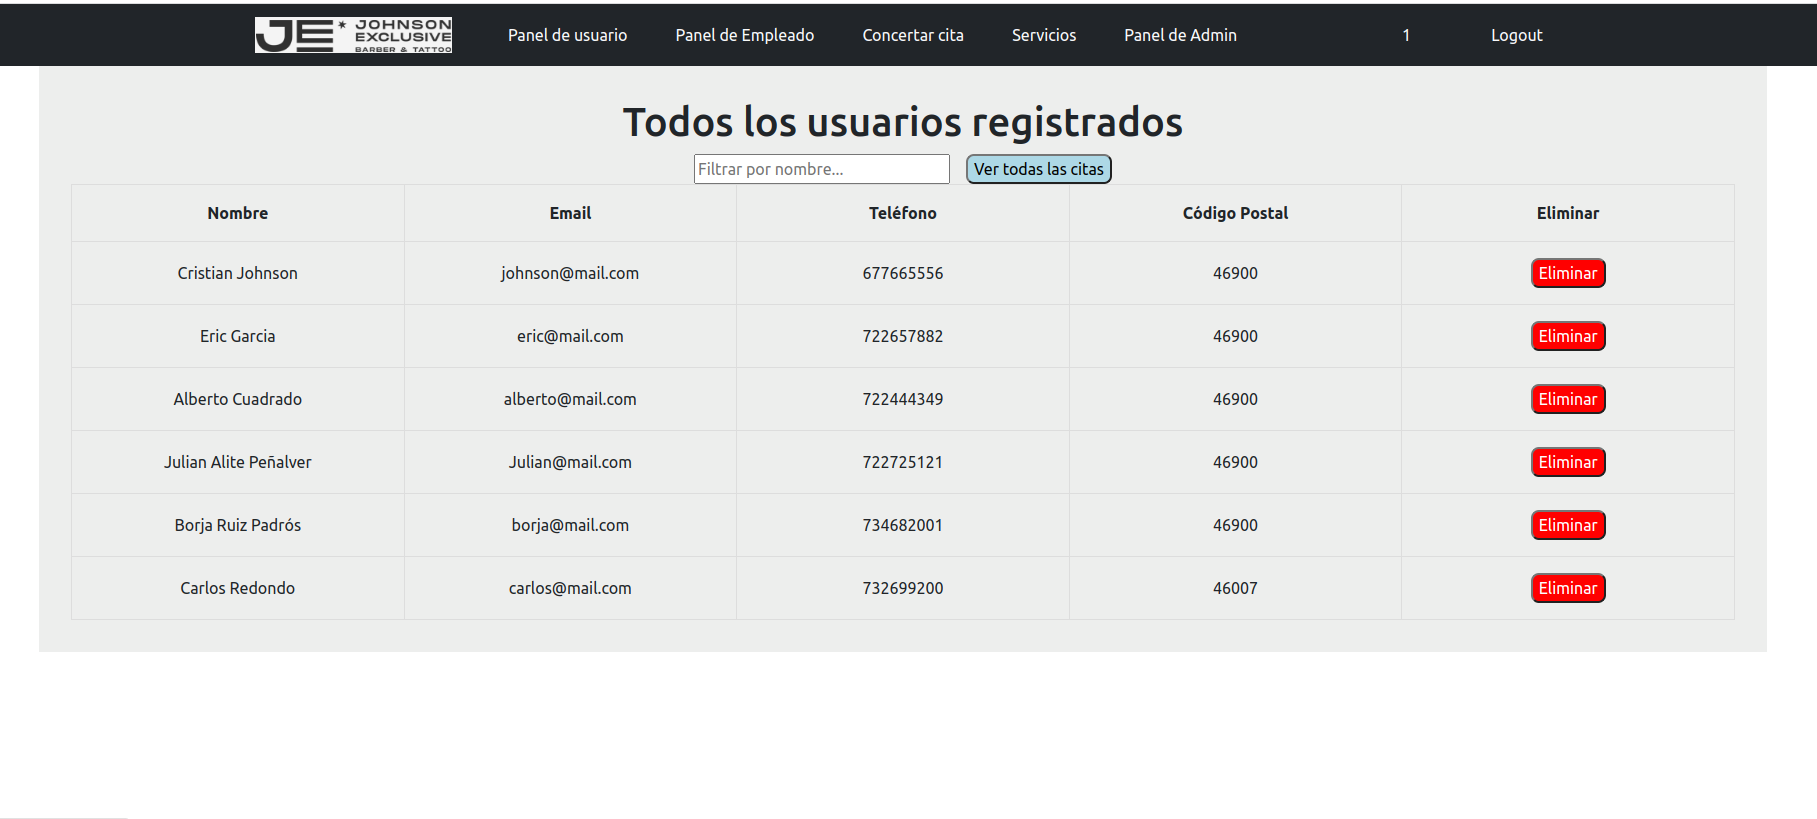 JE JOHNSON EXCLUSIVE BARBER & TATTOO Panel de usuario Panel de Empleado Concertar cita Servicios Panel de Admin 1 Logout
Todos los usuarios registrados
Filtrar por nombre... Ver todas las citas
Nombre Email Teléfono Código Postal Eliminar
Cristian Johnson johnson@mail.com 677665556 46900 Eliminar
Eric Garcia eric@mail.com 722657882 46900 Eliminar
Alberto Cuadrado alberto@mail.com 722444349 46900 Eliminar
Julian Alite Peñalver Julian@mail.com 722725121 46900 Eliminar
Borja Ruiz Padrós borja@mail.com 734682001 46900 Eliminar
Carlos Redondo carlos@mail.com 732699200 46007 Eliminar